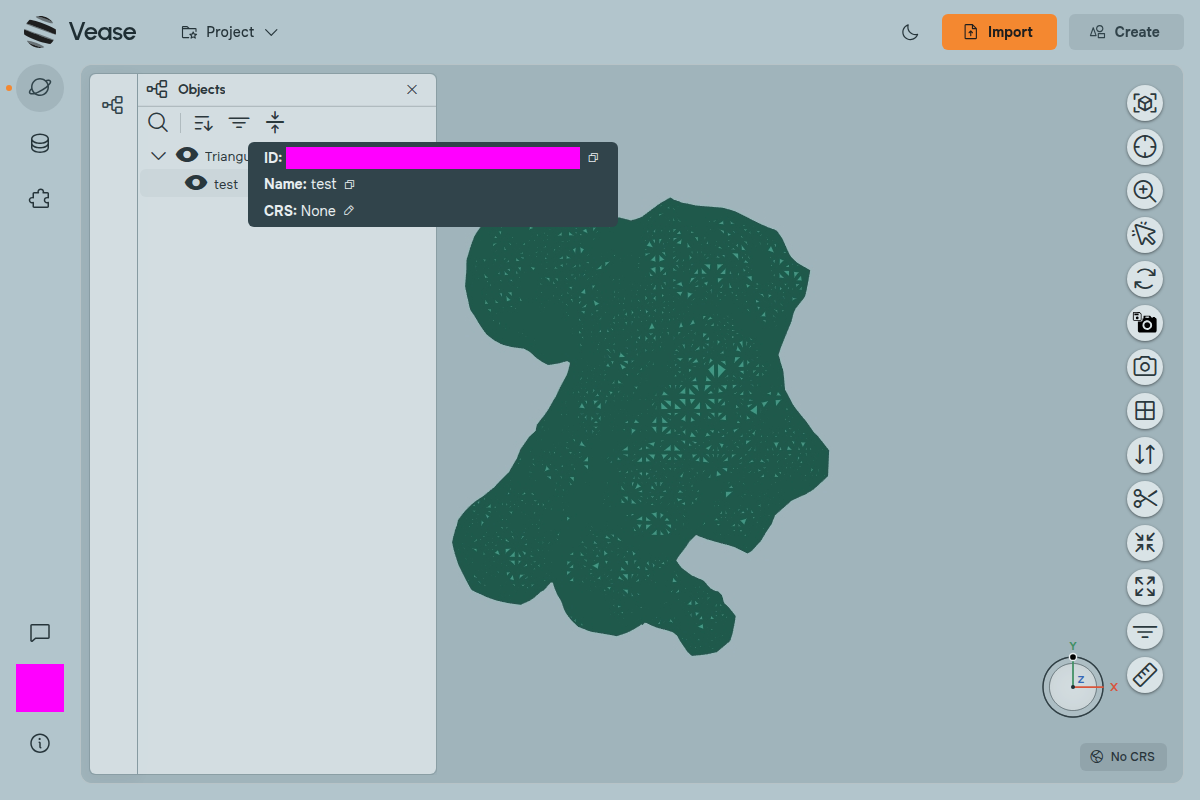 Vease
Project
Import
Create
Objects
Triangu
test
ID:
Name: test
CRS: None
Y
Z
X
No CRS